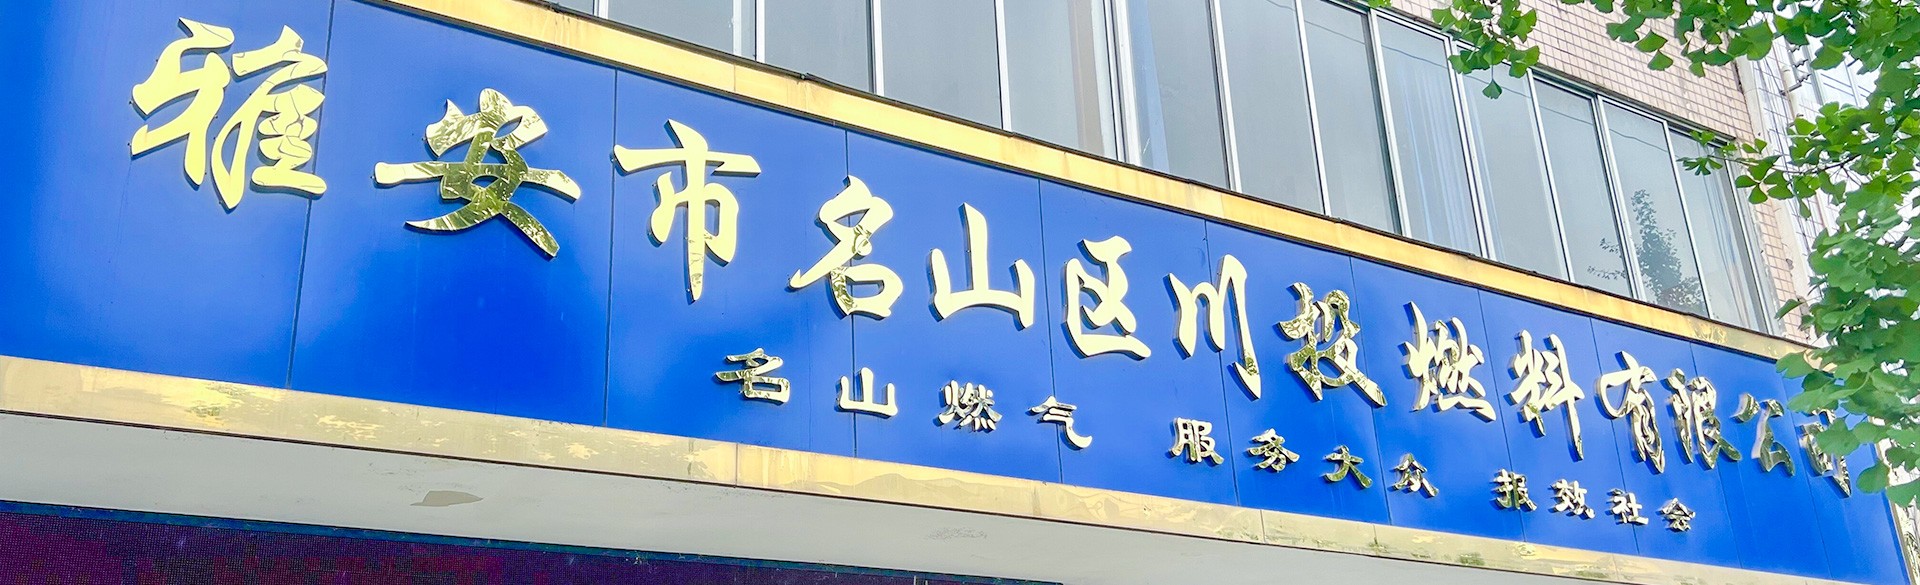 雅安市名山区川投燃料有限公司
名山燃气 服务大众 报效社会